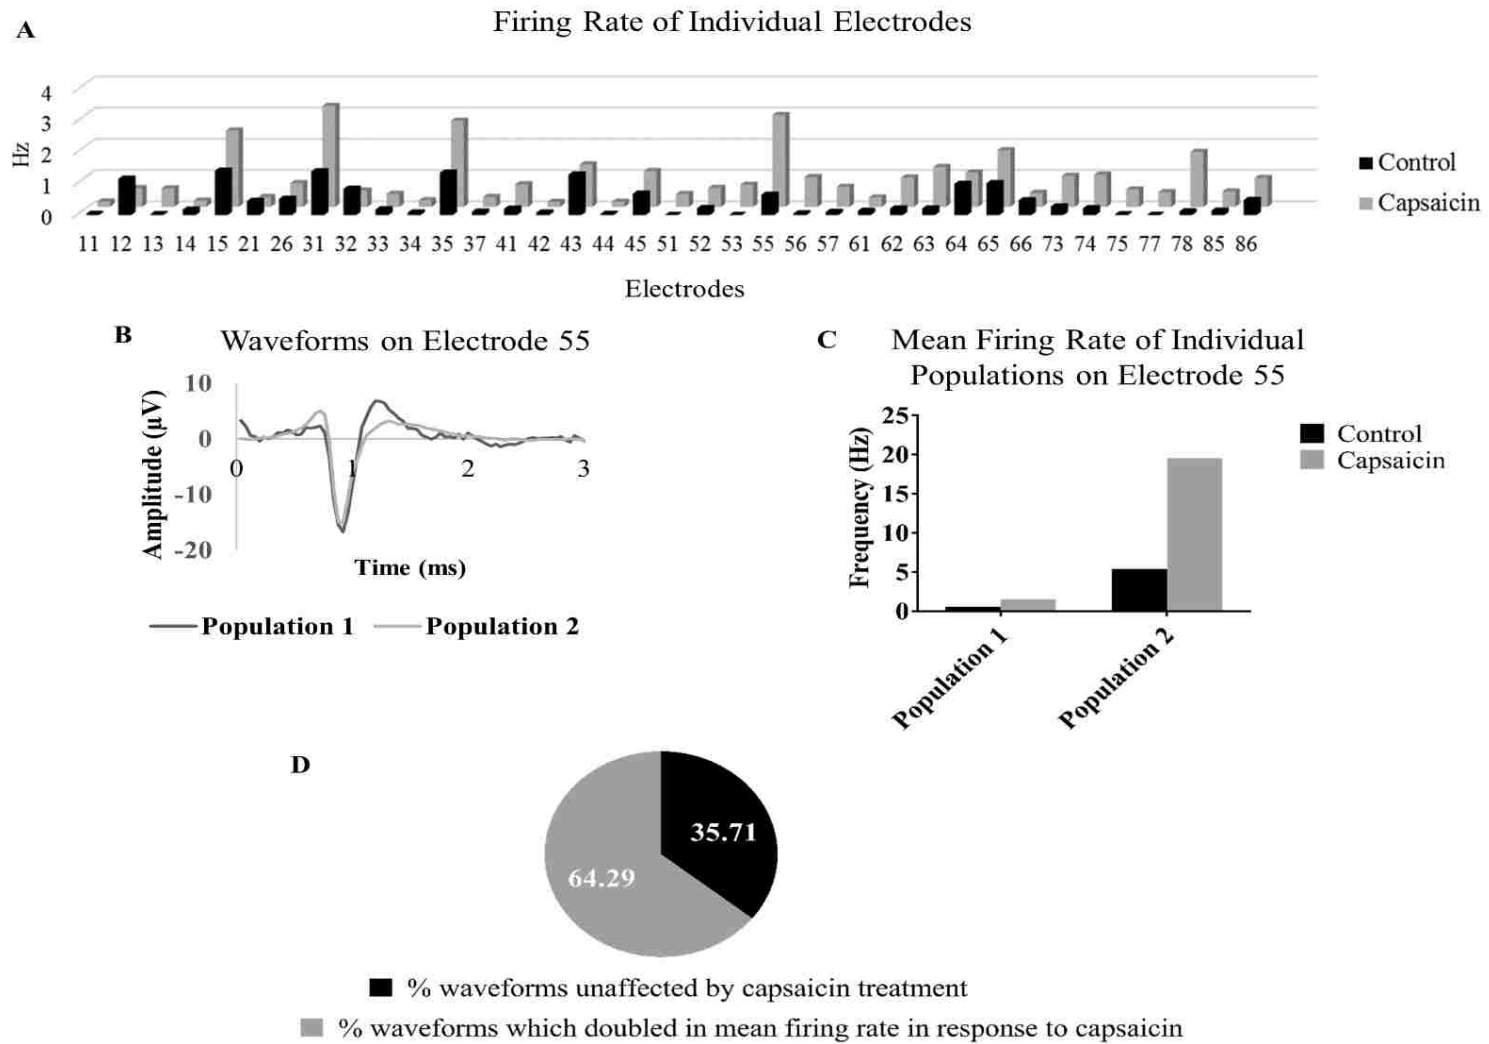 A
Firing Rate of Individual Electrodes
4
3
2
1
0
Hz
Control
Capsaicin
11 12 13 14 15 21 26 31 32 33 34 35 37 41 42 43 44 45 51 52 53 55 56 57 61 62 63 64 65 66 73 74 75 77 78 85 86
Electrodes
B
Waveforms on Electrode 55
10
0
-10
-20
Amplitude (µV)
0 1 2 3
Time (ms)
Population 1 Population 2
C
Mean Firing Rate of Individual
Populations on Electrode 55
25
20
15
10
5
0
Frequency (Hz)
Control
Capsaicin
Population 1
Population 2
D
35.71
64.29
% waveforms unaffected by capsaicin treatment
% waveforms which doubled in mean firing rate in response to capsaicin